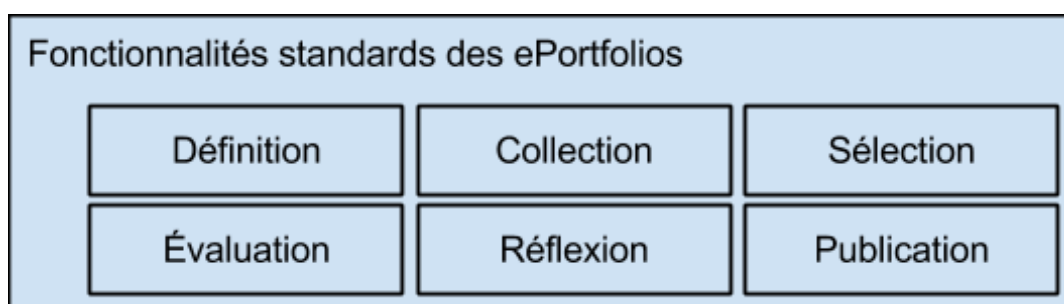 Fonctionnalités standards des ePortfolios
Définition Collection Sélection
Évaluation Réflexion Publication